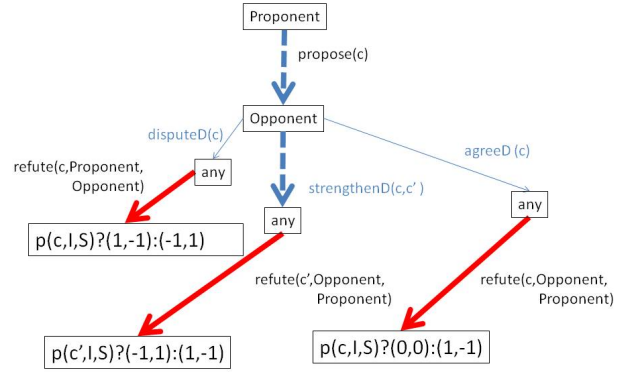 Proponent
propose(c)
Opponent
disputeD(c)
agreeD (c)
refute(c,Proponent,
Opponent)
any
strengthenD(c,c' )
any
any
p(c,I,S)?(1,-1):(-1,1)
refute(c',Opponent,
Proponent)
refute(c,Opponent,
Proponent)
p(c',I,S)?(-1,1):(1,-1)
p(c,I,S)?(0,0):(1,-1)